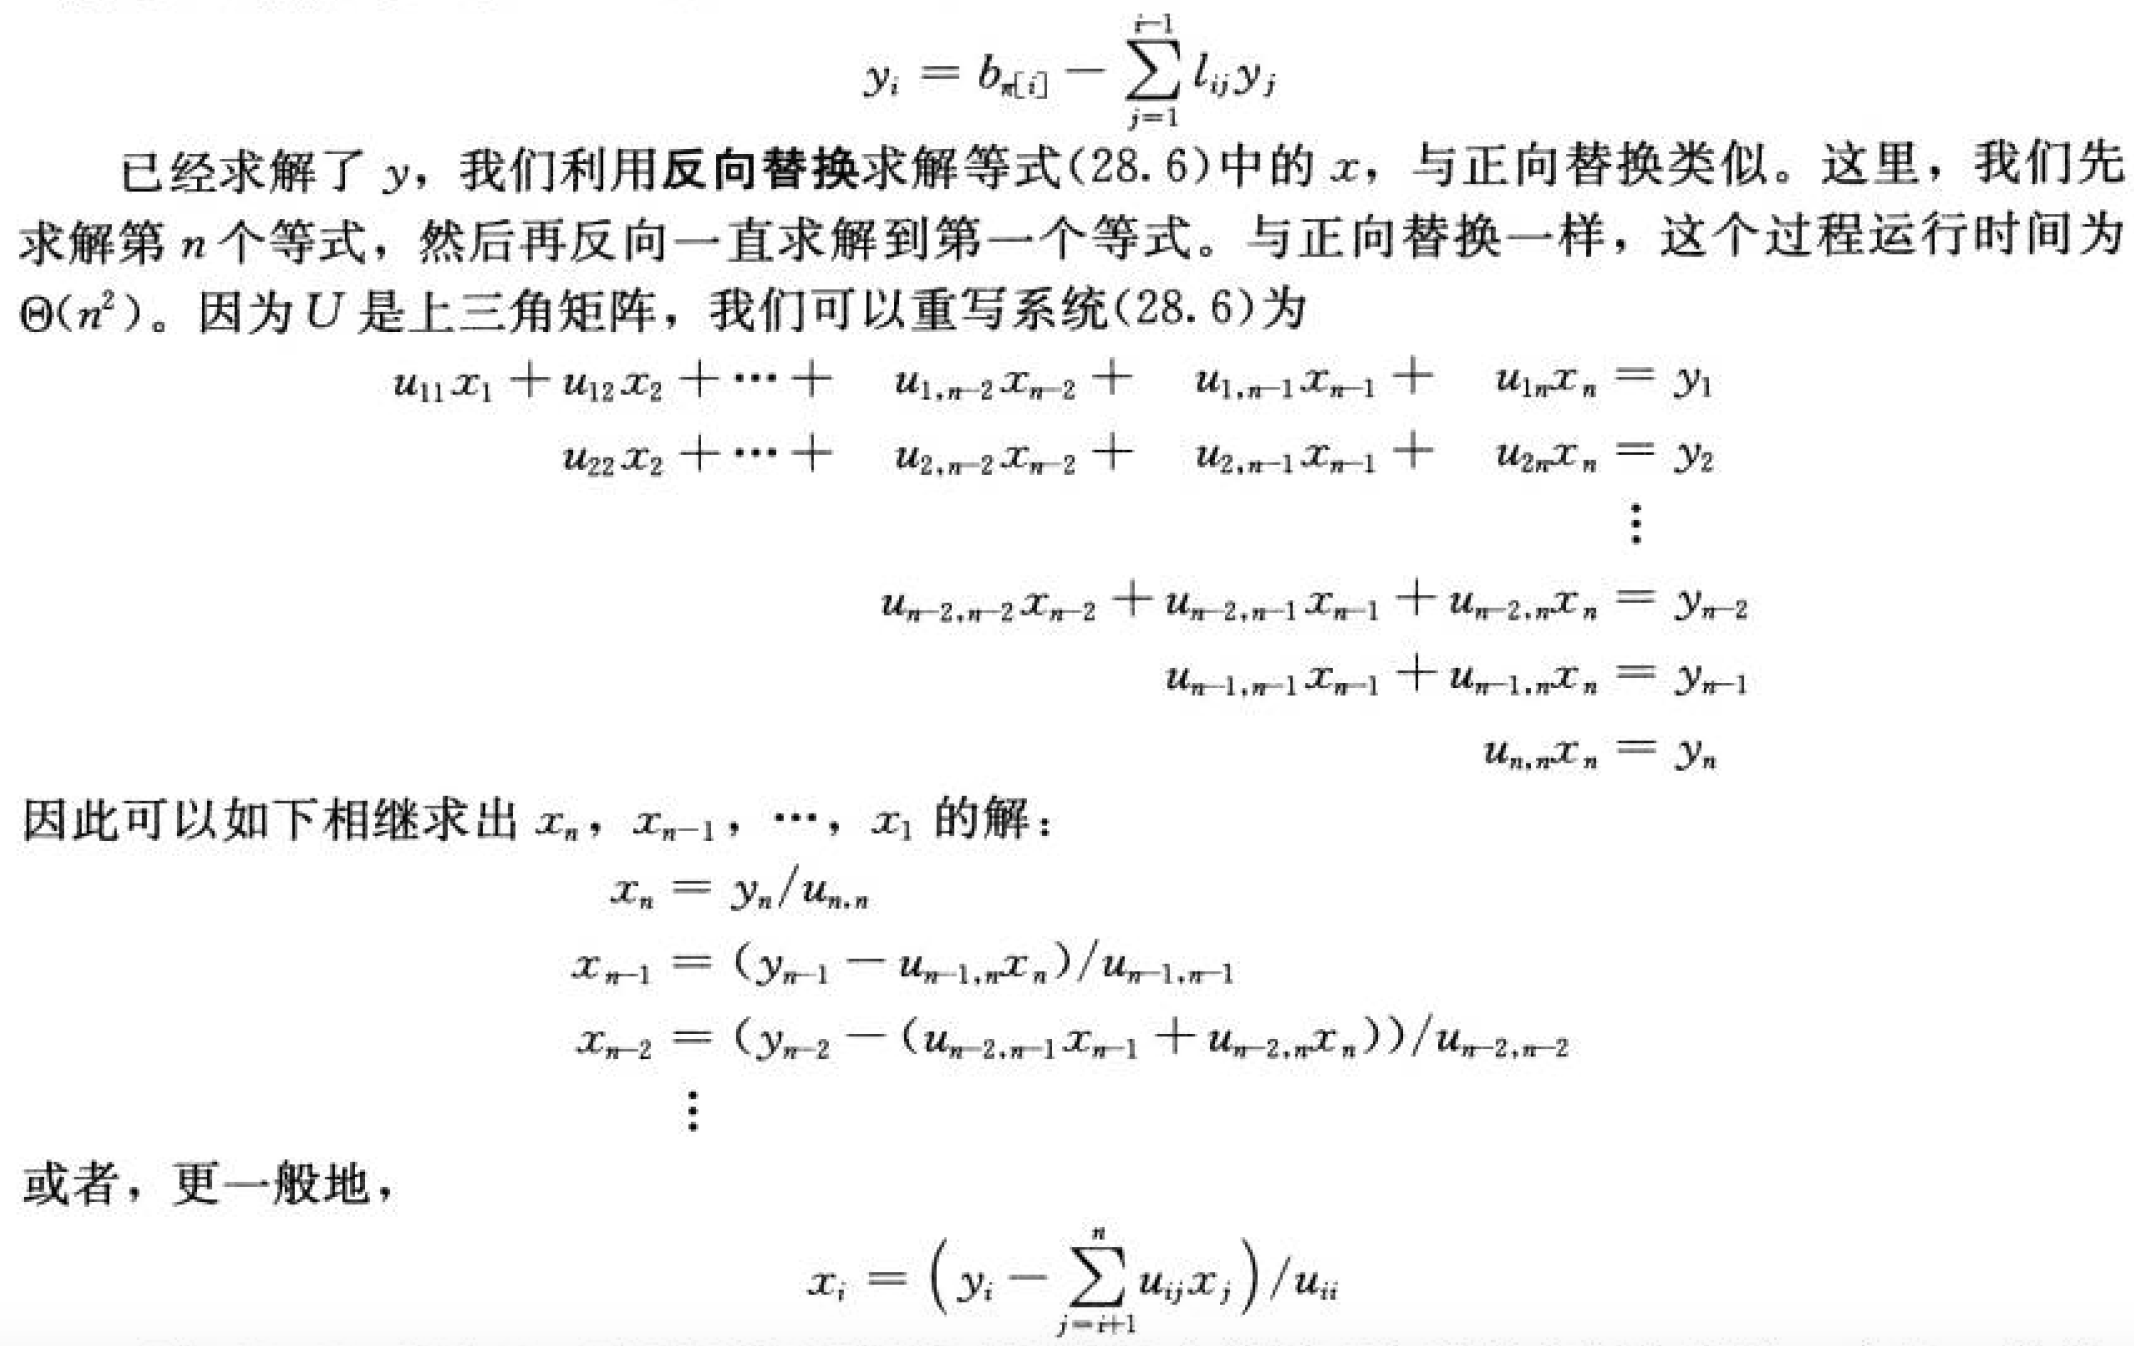 y_i = b_{π[i]} − ∑_{j=1}^{i−1} l_{ij} y_j
已经求解了 y，我们利用反向替换求解等式(28.6)中的 x，与正向替换类似。这里，我们先
求解第 n 个等式，然后再反向一直求解到第一个等式。与正向替换一样，这个过程运行时间为
Θ(n²)。因为 U 是上三角矩阵，我们可以重写系统(28.6)为
u_{11}x_1 + u_{12}x_2 + ⋯ + u_{1,n−2}x_{n−2} + u_{1,n−1}x_{n−1} + u_{1n}x_n = y_1
u_{22}x_2 + ⋯ + u_{2,n−2}x_{n−2} + u_{2,n−1}x_{n−1} + u_{2n}x_n = y_2
⋮
u_{n−2,n−2}x_{n−2} + u_{n−2,n−1}x_{n−1} + u_{n−2,n}x_n = y_{n−2}
u_{n−1,n−1}x_{n−1} + u_{n−1,n}x_n = y_{n−1}
u_{n,n}x_n = y_n
因此可以如下相继求出 x_n，x_{n−1}，⋯，x_1 的解：
x_n = y_n/u_{n,n}
x_{n−1} = (y_{n−1} − u_{n−1,n}x_n)/u_{n−1,n−1}
x_{n−2} = (y_{n−2} − (u_{n−2,n−1}x_{n−1} + u_{n−2,n}x_n))/u_{n−2,n−2}
⋮
或者，更一般地，
x_i = (y_i − ∑_{j=i+1}^{n} u_{ij}x_j)/u_{ii}